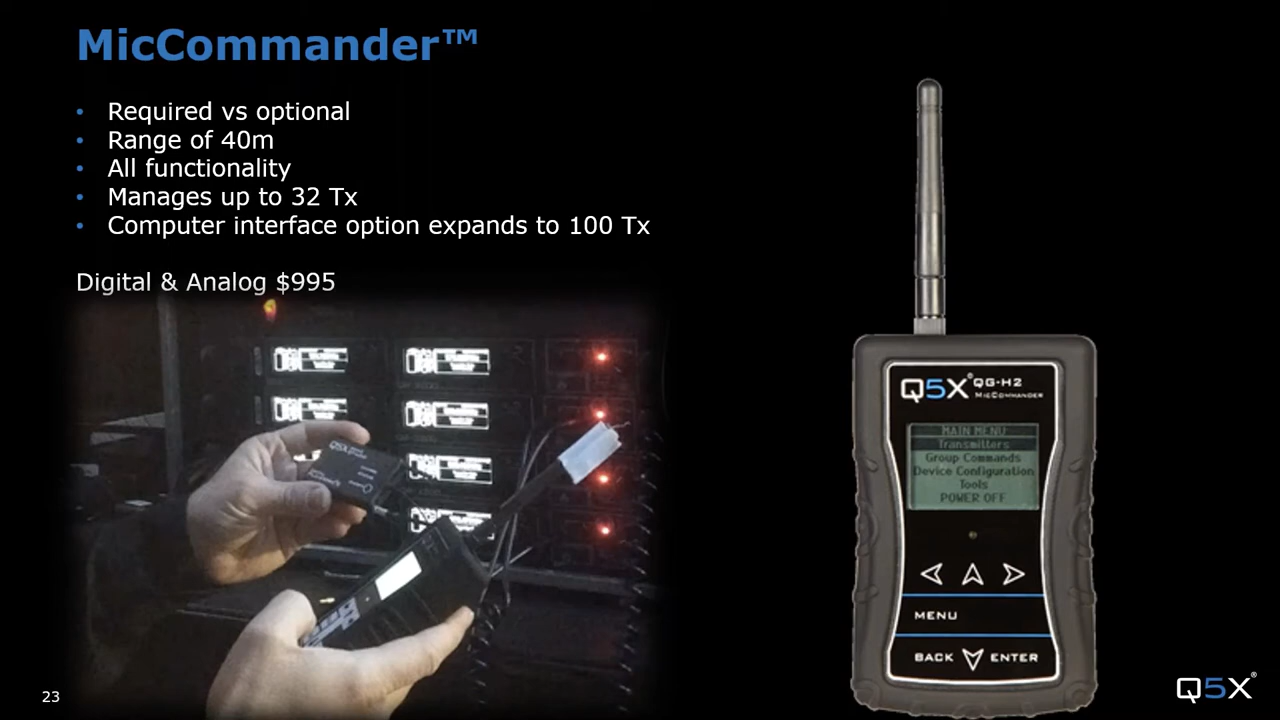 MicCommander™
• Required vs optional
• Range of 40m
• All functionality
• Manages up to 32 Tx
• Computer interface option expands to 100 Tx
Digital & Analog $995
Q5X
Q5X® QG-H2
MICCOMMANDER
MAIN MENU
Transmitters
Group Commands
Device Configuration
Tools
POWER OFF
MENU
BACK ENTER
23
Q5X®